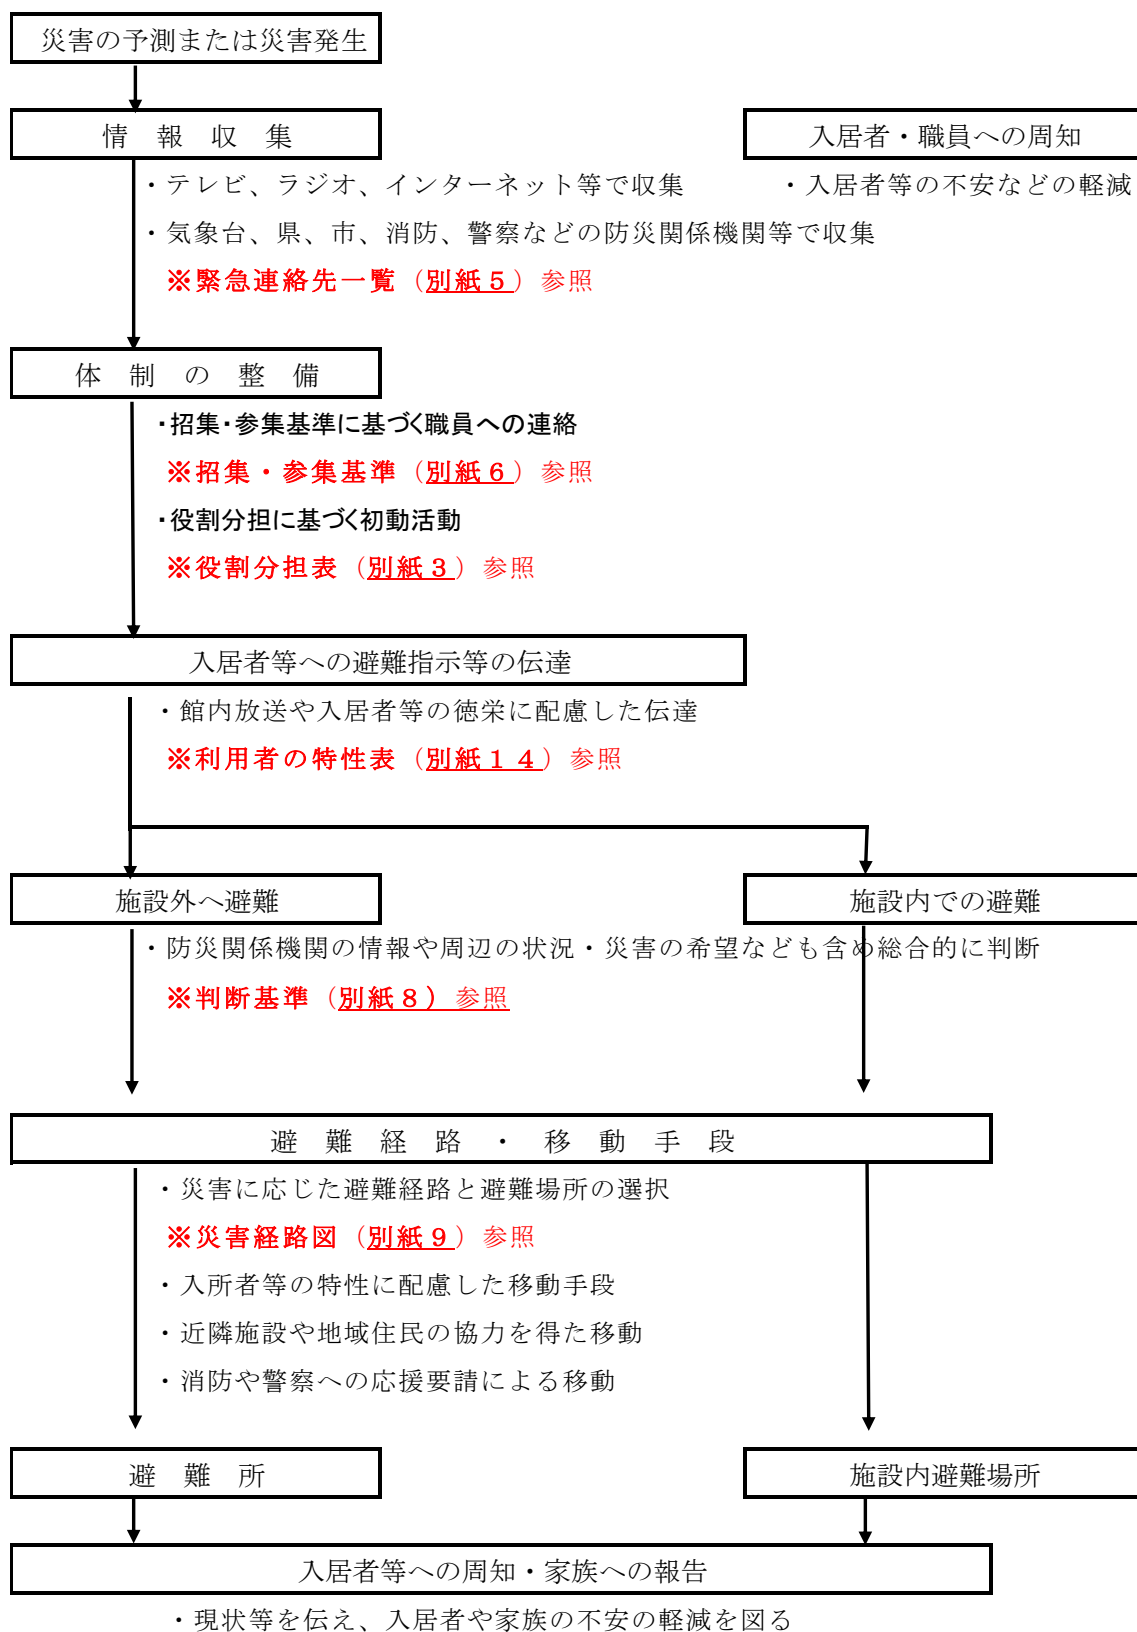 災害の予測または災害発生
情報収集
入居者・職員への周知
・テレビ、ラジオ、インターネット等で収集
・入居者等の不安などの軽減
・気象台、県、市、消防、警察などの防災関係機関等で収集
※緊急連絡先一覧（別紙５）参照
体制の整備
・招集・参集基準に基づく職員への連絡
※招集・参集基準（別紙６）参照
・役割分担に基づく初動活動
※役割分担表（別紙３）参照
入居者等への避難指示等の伝達
・館内放送や入居者等の徳栄に配慮した伝達
※利用者の特性表（別紙１４）参照
施設外へ避難
施設内での避難
・防災関係機関の情報や周辺の状況・災害の希望なども含め総合的に判断
※判断基準（別紙８）参照
避難経路・移動手段
・災害に応じた避難経路と避難場所の選択
※災害経路図（別紙９）参照
・入所者等の特性に配慮した移動手段
・近隣施設や地域住民の協力を得た移動
・消防や警察への応援要請による移動
避難所
施設内避難場所
入居者等への周知・家族への報告
・現状等を伝え、入居者や家族の不安の軽減を図る